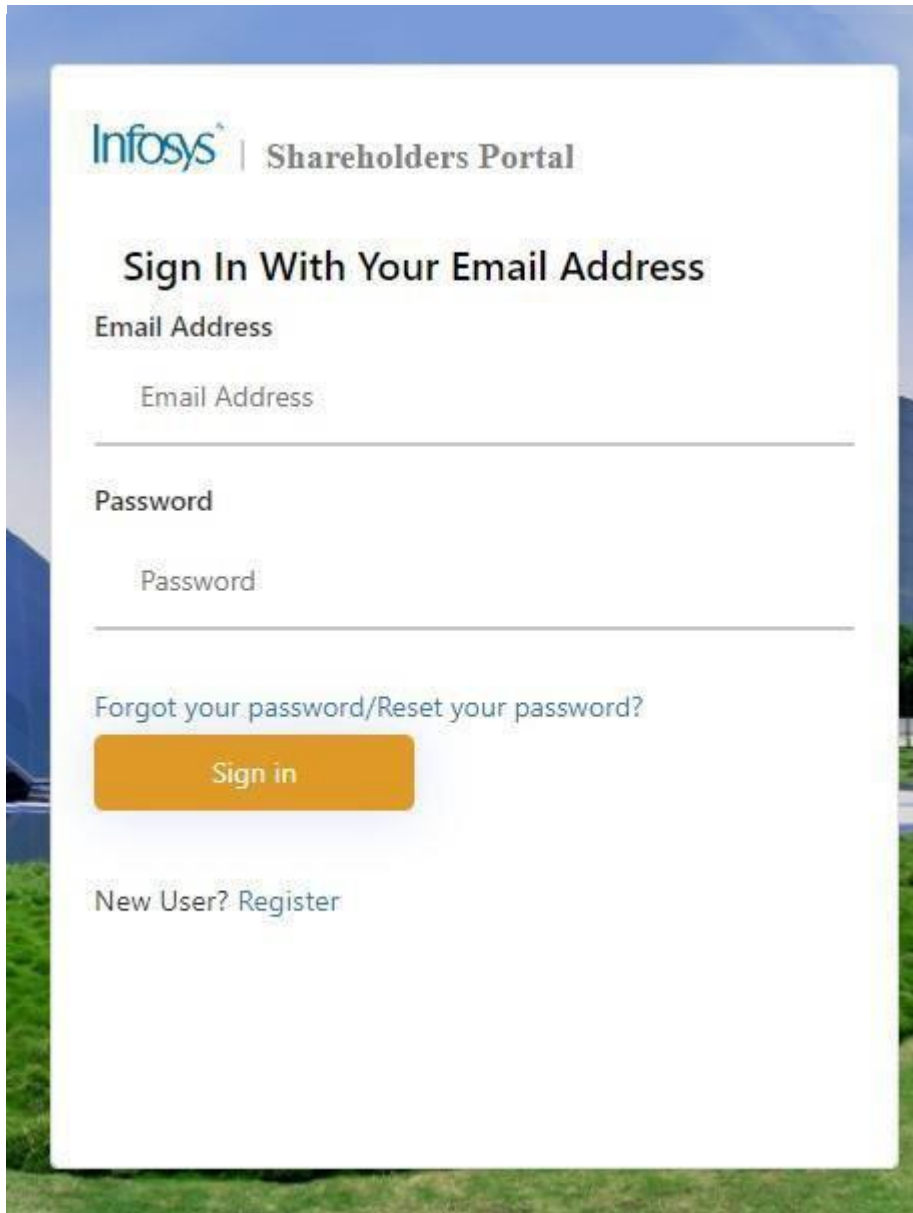 Infosys | Shareholders Portal
Sign In With Your Email Address
Email Address
Email Address
Password
Password
Forgot your password/Reset your password?
Sign in
New User? Register